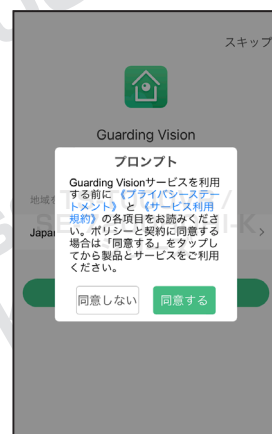 スキップ
Guarding Vision
プロンプト
Guarding Visionサービスを利用
する前に 《プライバシーステー
トメント》 と 《サービス利用
規約》 の各項目をお読みくださ
い。ポリシーと契約に同意する
場合は「同意する」をタップし
てから製品とサービスをご利用
ください。
地域を
Japa
同意しない
同意する